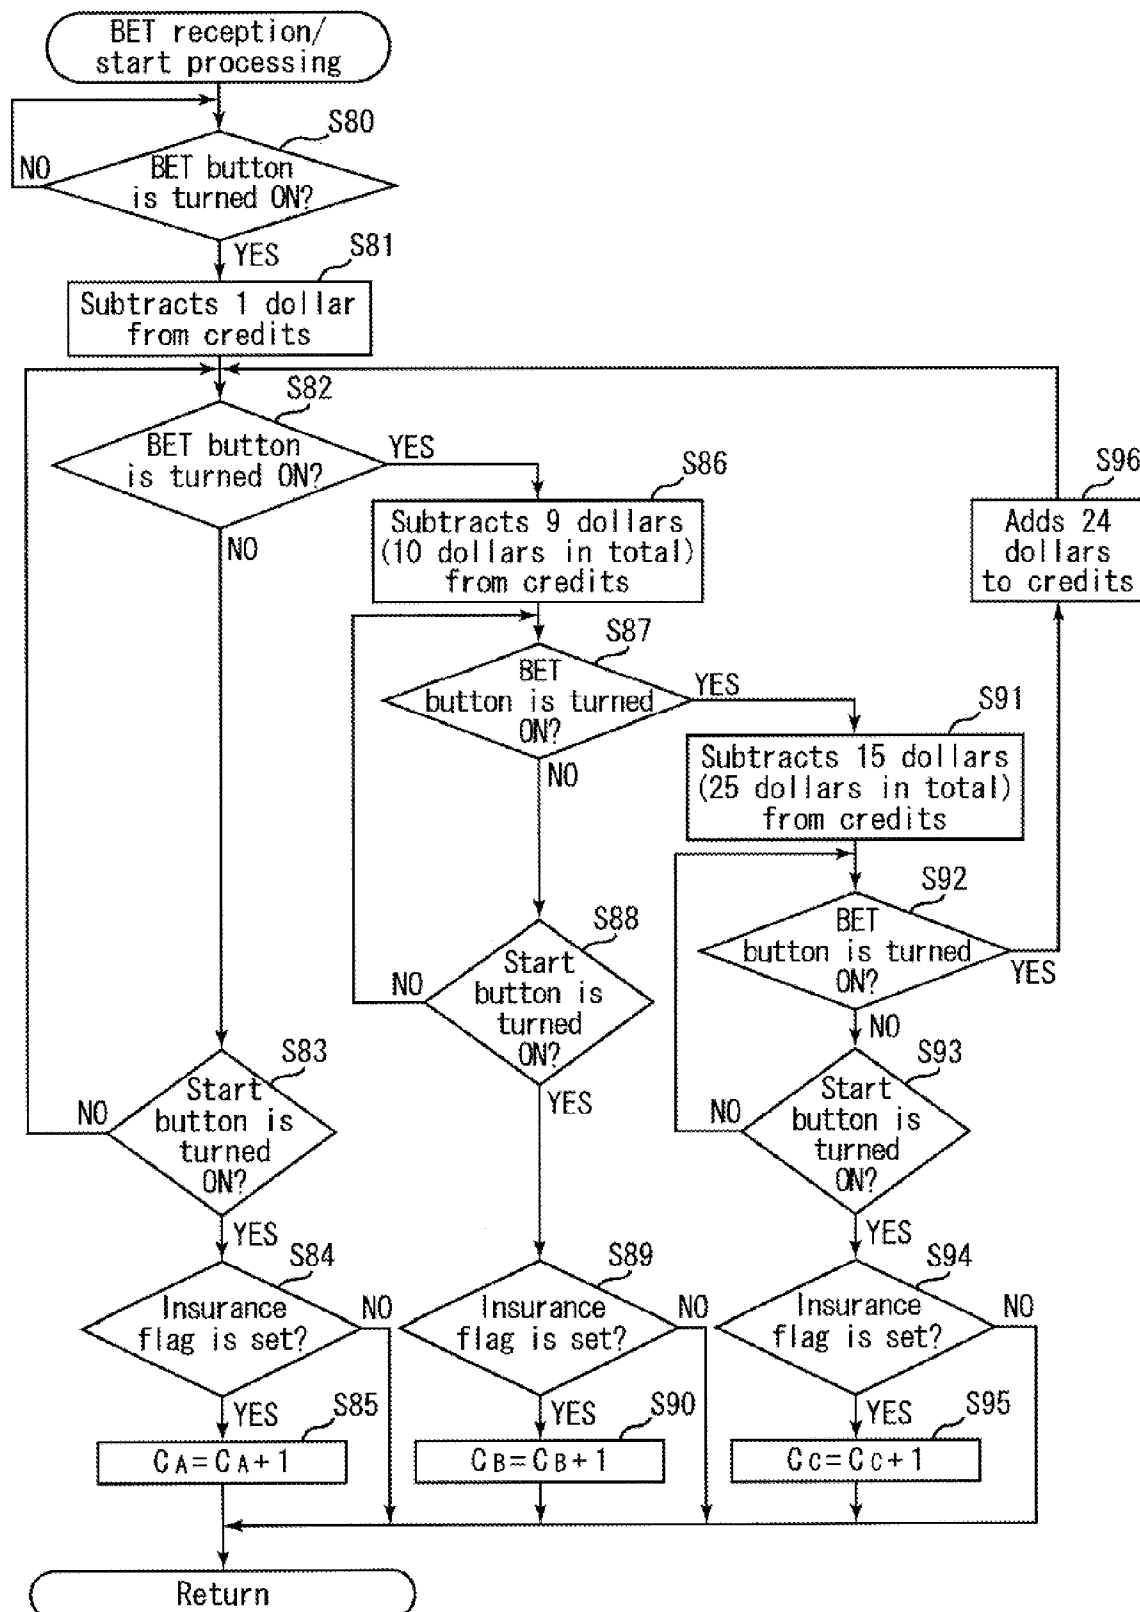 BET reception/
start processing
S80
BET button
is turned ON?
NO
YES
S81
Subtracts 1 dollar
from credits
S82
BET button
is turned ON?
YES
NO
S86
Subtracts 9 dollars
(10 dollars in total)
from credits
S96
Adds 24
dollars
to credits
S87
BET
button is turned
ON?
YES
NO
S91
Subtracts 15 dollars
(25 dollars in total)
from credits
S92
BET
button is turned
ON?
YES
NO
S88
Start
button is
turned
ON?
NO
YES
S83
Start
button is
turned
ON?
NO
YES
S93
Start
button is
turned
ON?
NO
YES
S84
Insurance
flag is set?
NO
YES
S89
Insurance
flag is set?
NO
YES
S94
Insurance
flag is set?
NO
YES
S85
CA=CA+1
S90
CB=CB+1
S95
CC=CC+1
Return